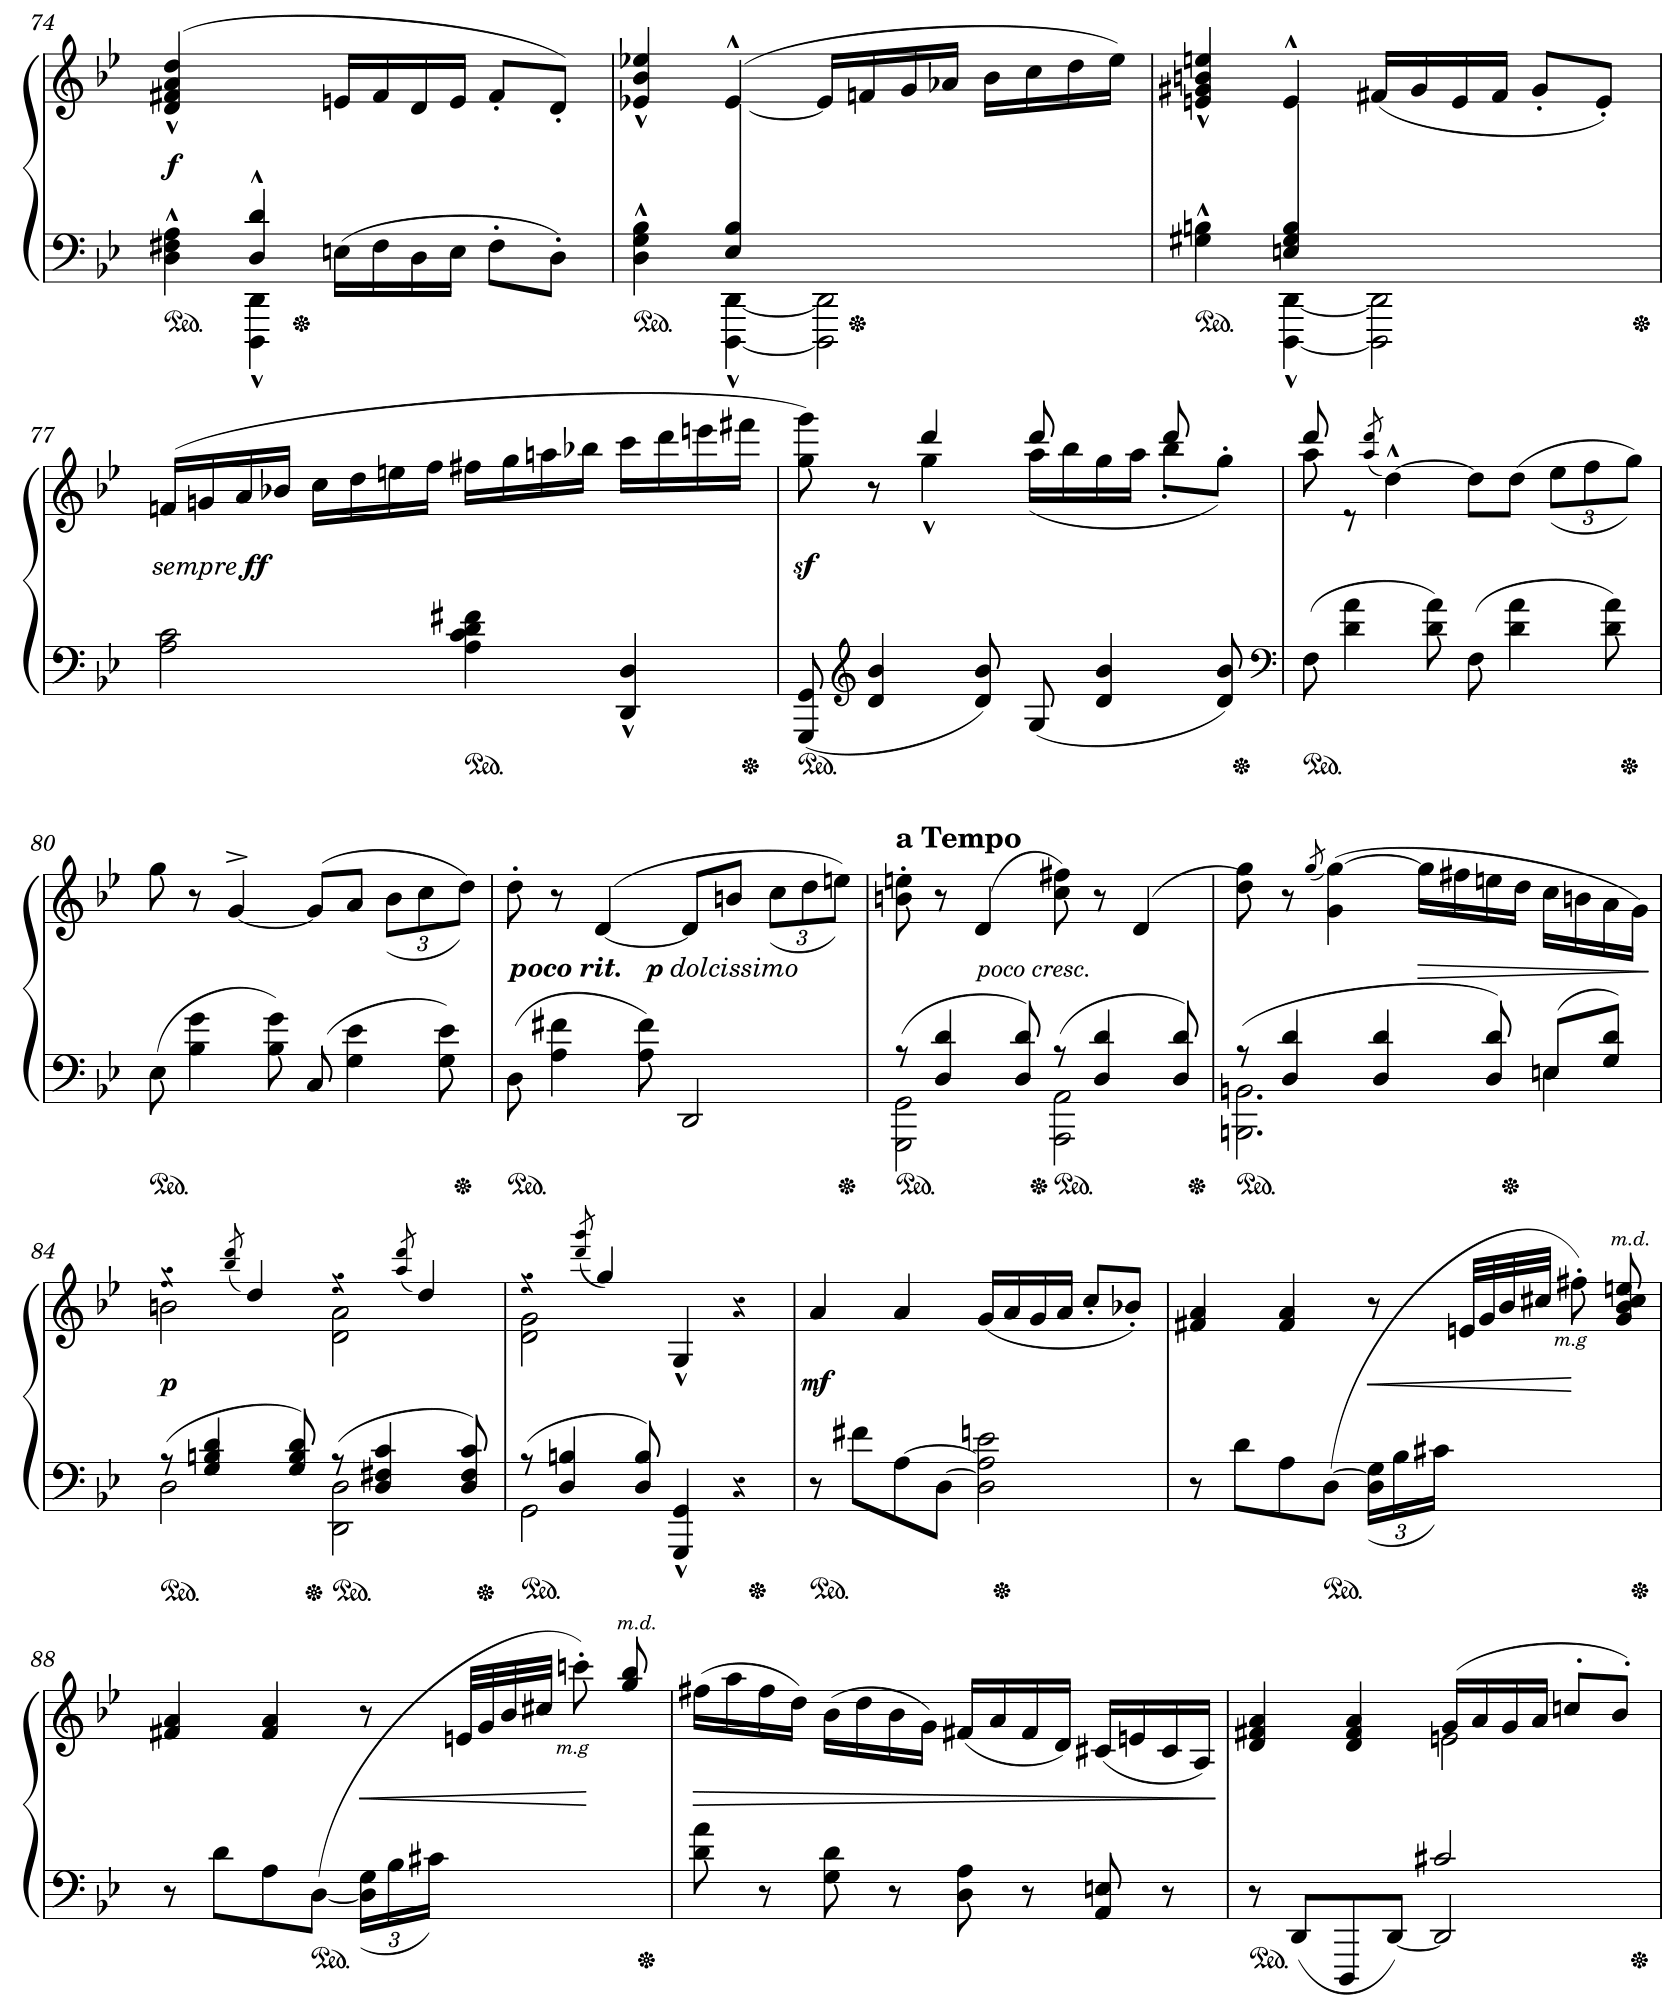 74
f
Ped. Ped. Ped.
77
sempre ff sf
Ped. Ped. Ped.
80
a Tempo
3 3
poco rit. p dolcissimo poco cresc.
Ped. Ped. Ped. Ped. Ped.
84
m.d.
m.g
p mf
3
Ped. Ped. Ped. Ped. Ped.
88
m.d.
m.g
3
Ped. Ped.